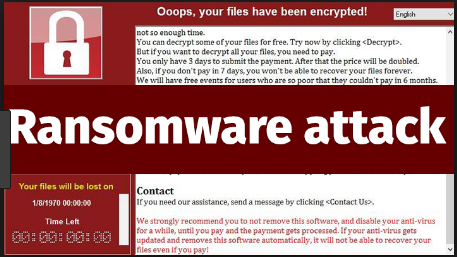 Ooops, your files have been encrypted!
English
not so enough time.
You can decrypt some of your files for free. Try now by clicking <Decrypt>.
But if you want to decrypt all your files, you need to pay.
You only have 3 days to submit the payment. After that the price will be doubled.
Also, if you don't pay in 7 days, you won't be able to recover your files forever.
We will have free events for users who are so poor that they couldn't pay in 6 months.
Ransomware attack
Your files will be lost on
1/8/1970 00:00:00
Time Left
00:00:00:00
Contact
If you need our assistance, send a message by clicking <Contact Us>.
We strongly recommend you to not remove this software, and disable your anti-virus
for a while, until you pay and the payment gets processed. If your anti-virus gets
updated and removes this software automatically, it will not be able to recover your
files even if you pay!